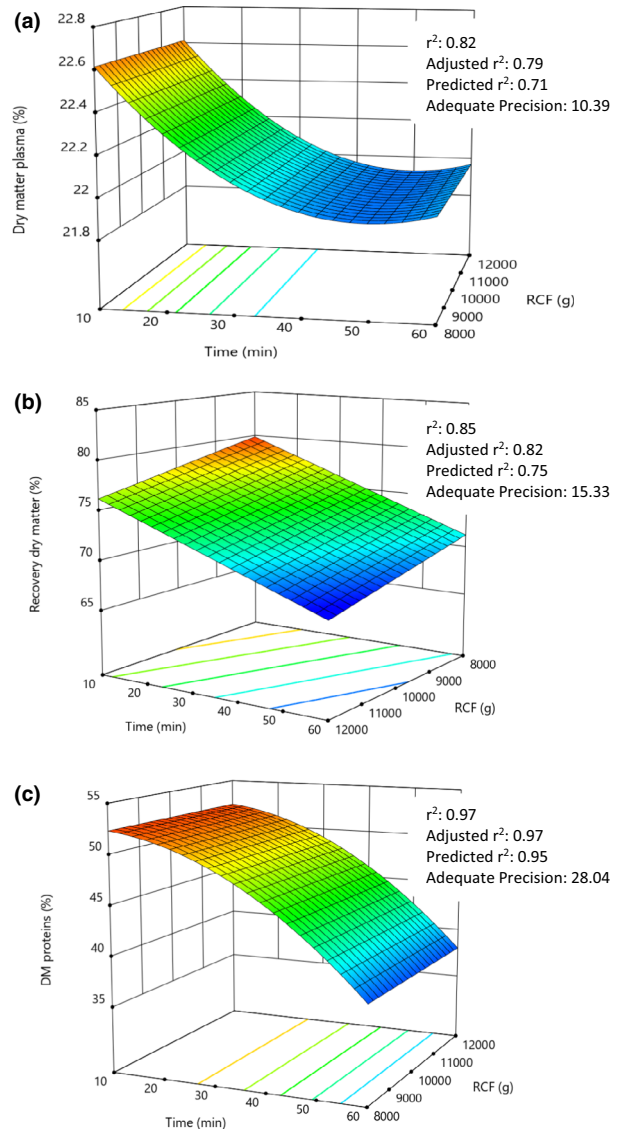 (a)
22.8
22.6
22.4
22.2
22
21.8
Dry matter plasma (%)
r²: 0.82
Adjusted r²: 0.79
Predicted r²: 0.71
Adequate Precision: 10.39
10
20
30
40
50
60
Time (min)
12000
11000
10000
9000
8000
RCF (g)
(b)
85
80
75
70
65
Recovery dry matter (%)
r²: 0.85
Adjusted r²: 0.82
Predicted r²: 0.75
Adequate Precision: 15.33
10
20
30
40
50
60
Time (min)
8000
9000
10000
11000
12000
RCF (g)
(c)
55
50
45
40
35
DM proteins (%)
r²: 0.97
Adjusted r²: 0.97
Predicted r²: 0.95
Adequate Precision: 28.04
10
20
30
40
50
60
Time (min)
12000
11000
10000
9000
8000
RCF (g)